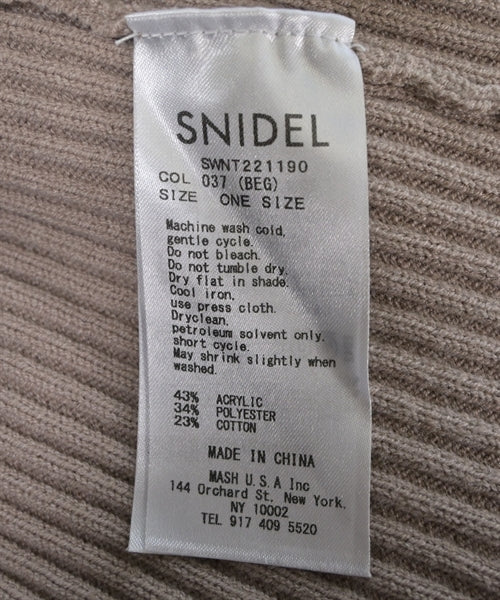 SNIDEL
SWNT221190
COL 037 (BEG)
SIZE ONE SIZE
Machine wash cold,
gentle cycle.
Do not bleach.
Do not tumble dry.
Dry flat in shade.
Cool iron,
use press cloth.
Dryclean,
petroleum solvent only.
short cycle.
May shrink slightly when
washed.
43% ACRYLIC
34% POLYESTER
23% COTTON
MADE IN CHINA
MASH U.S.A Inc
144 Orchard St, New York.
NY 10002
TEL 917 409 5520